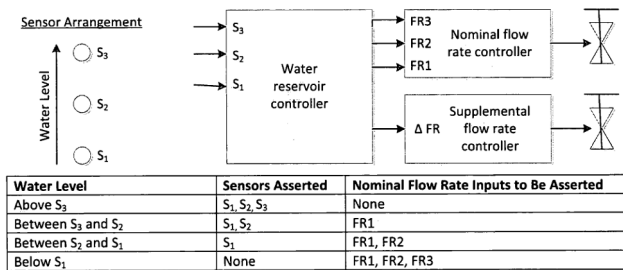 Sensor Arrangement
Water Level
S3
S2
S1
S3
S2
S1
Water
reservoir
controller
FR3
FR2
FR1
Nominal flow
rate controller
Δ FR
Supplemental
flow rate
controller
Water Level Sensors Asserted Nominal Flow Rate Inputs to Be Asserted
Above S3 S1, S2, S3 None
Between S3 and S2 S1, S2 FR1
Between S2 and S1 S1 FR1, FR2
Below S1 None FR1, FR2, FR3